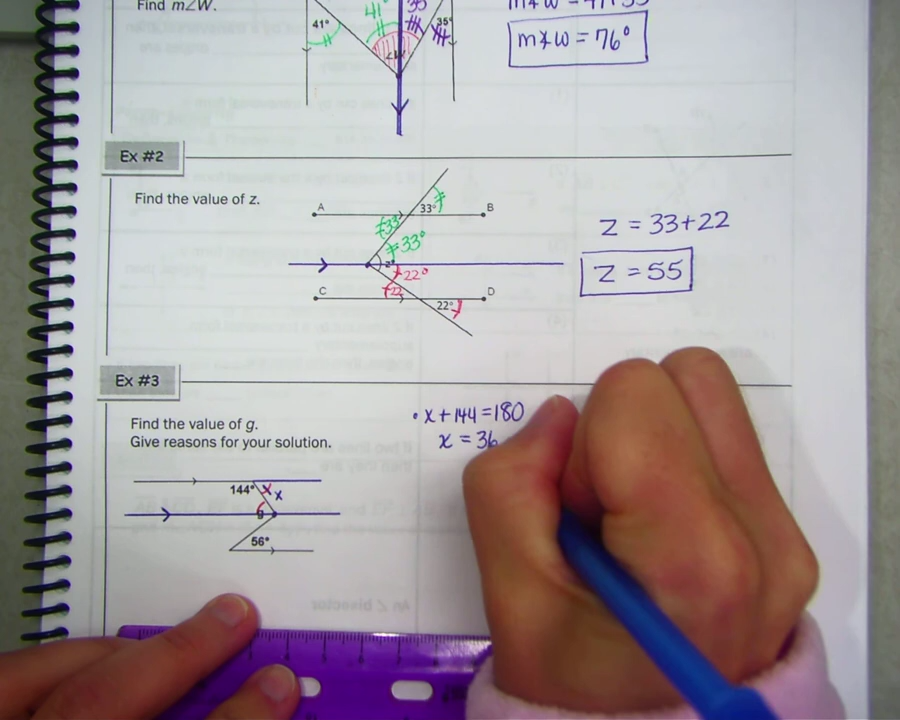 Find m∠W.
41°
41°
35°
m∡W = 76°
Ex #2
Find the value of z.
A
B
33°
33°
33°
z = 33+22
z°
22°
z = 55
22
C
D
22°
Ex #3
Find the value of g.
Give reasons for your solution.
x+144=180
x = 36
144°
x
x
g
56°